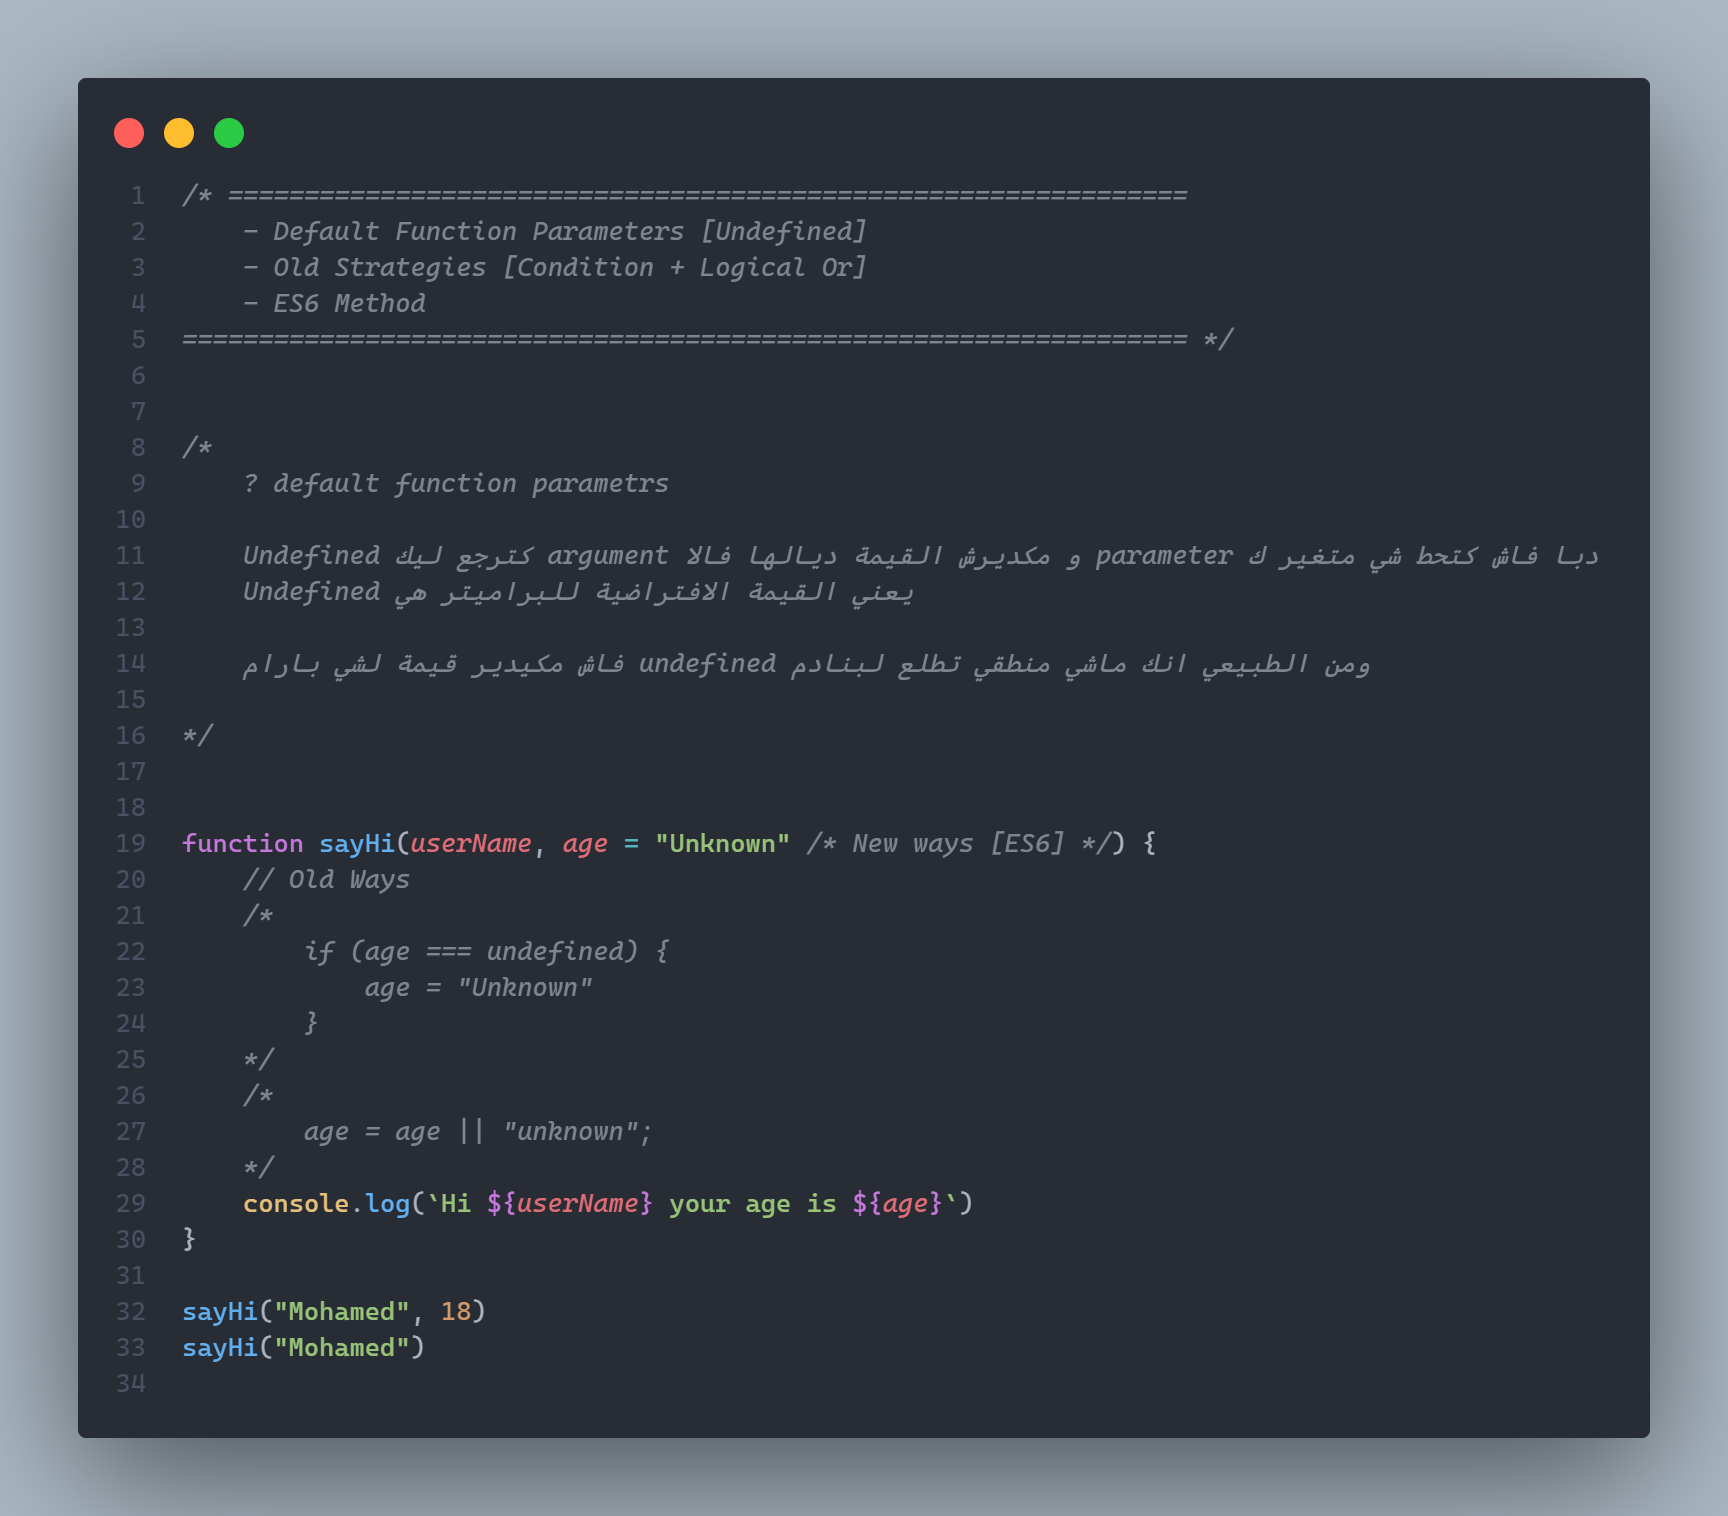 1 /* ===============================================================
2     - Default Function Parameters [Undefined]
3     - Old Strategies [Condition + Logical Or]
4     - ES6 Method
5 ================================================================== */
6
7
8 /*
9     ? default function parametrs
10
11     دبا فاش كتحط شي متغير ك parameter و مكديرش القيمة ديالها فالا argument كترجع ليك Undefined
12     يعني القيمة الافتراضية للبراميتر هي Undefined
13
14     ومن الطبيعي انك ماشي منطقي تطلع لبنادم undefined فاش مكيدير قيمة لشي بارام
15
16 */
17
18
19 function sayHi(userName, age = "Unknown" /* New ways [ES6] */) {
20     // Old Ways
21     /*
22         if (age === undefined) {
23             age = "Unknown"
24         }
25     */
26     /*
27         age = age || "unknown";
28     */
29     console.log(`Hi ${userName} your age is ${age}`)
30 }
31
32 sayHi("Mohamed", 18)
33 sayHi("Mohamed")
34